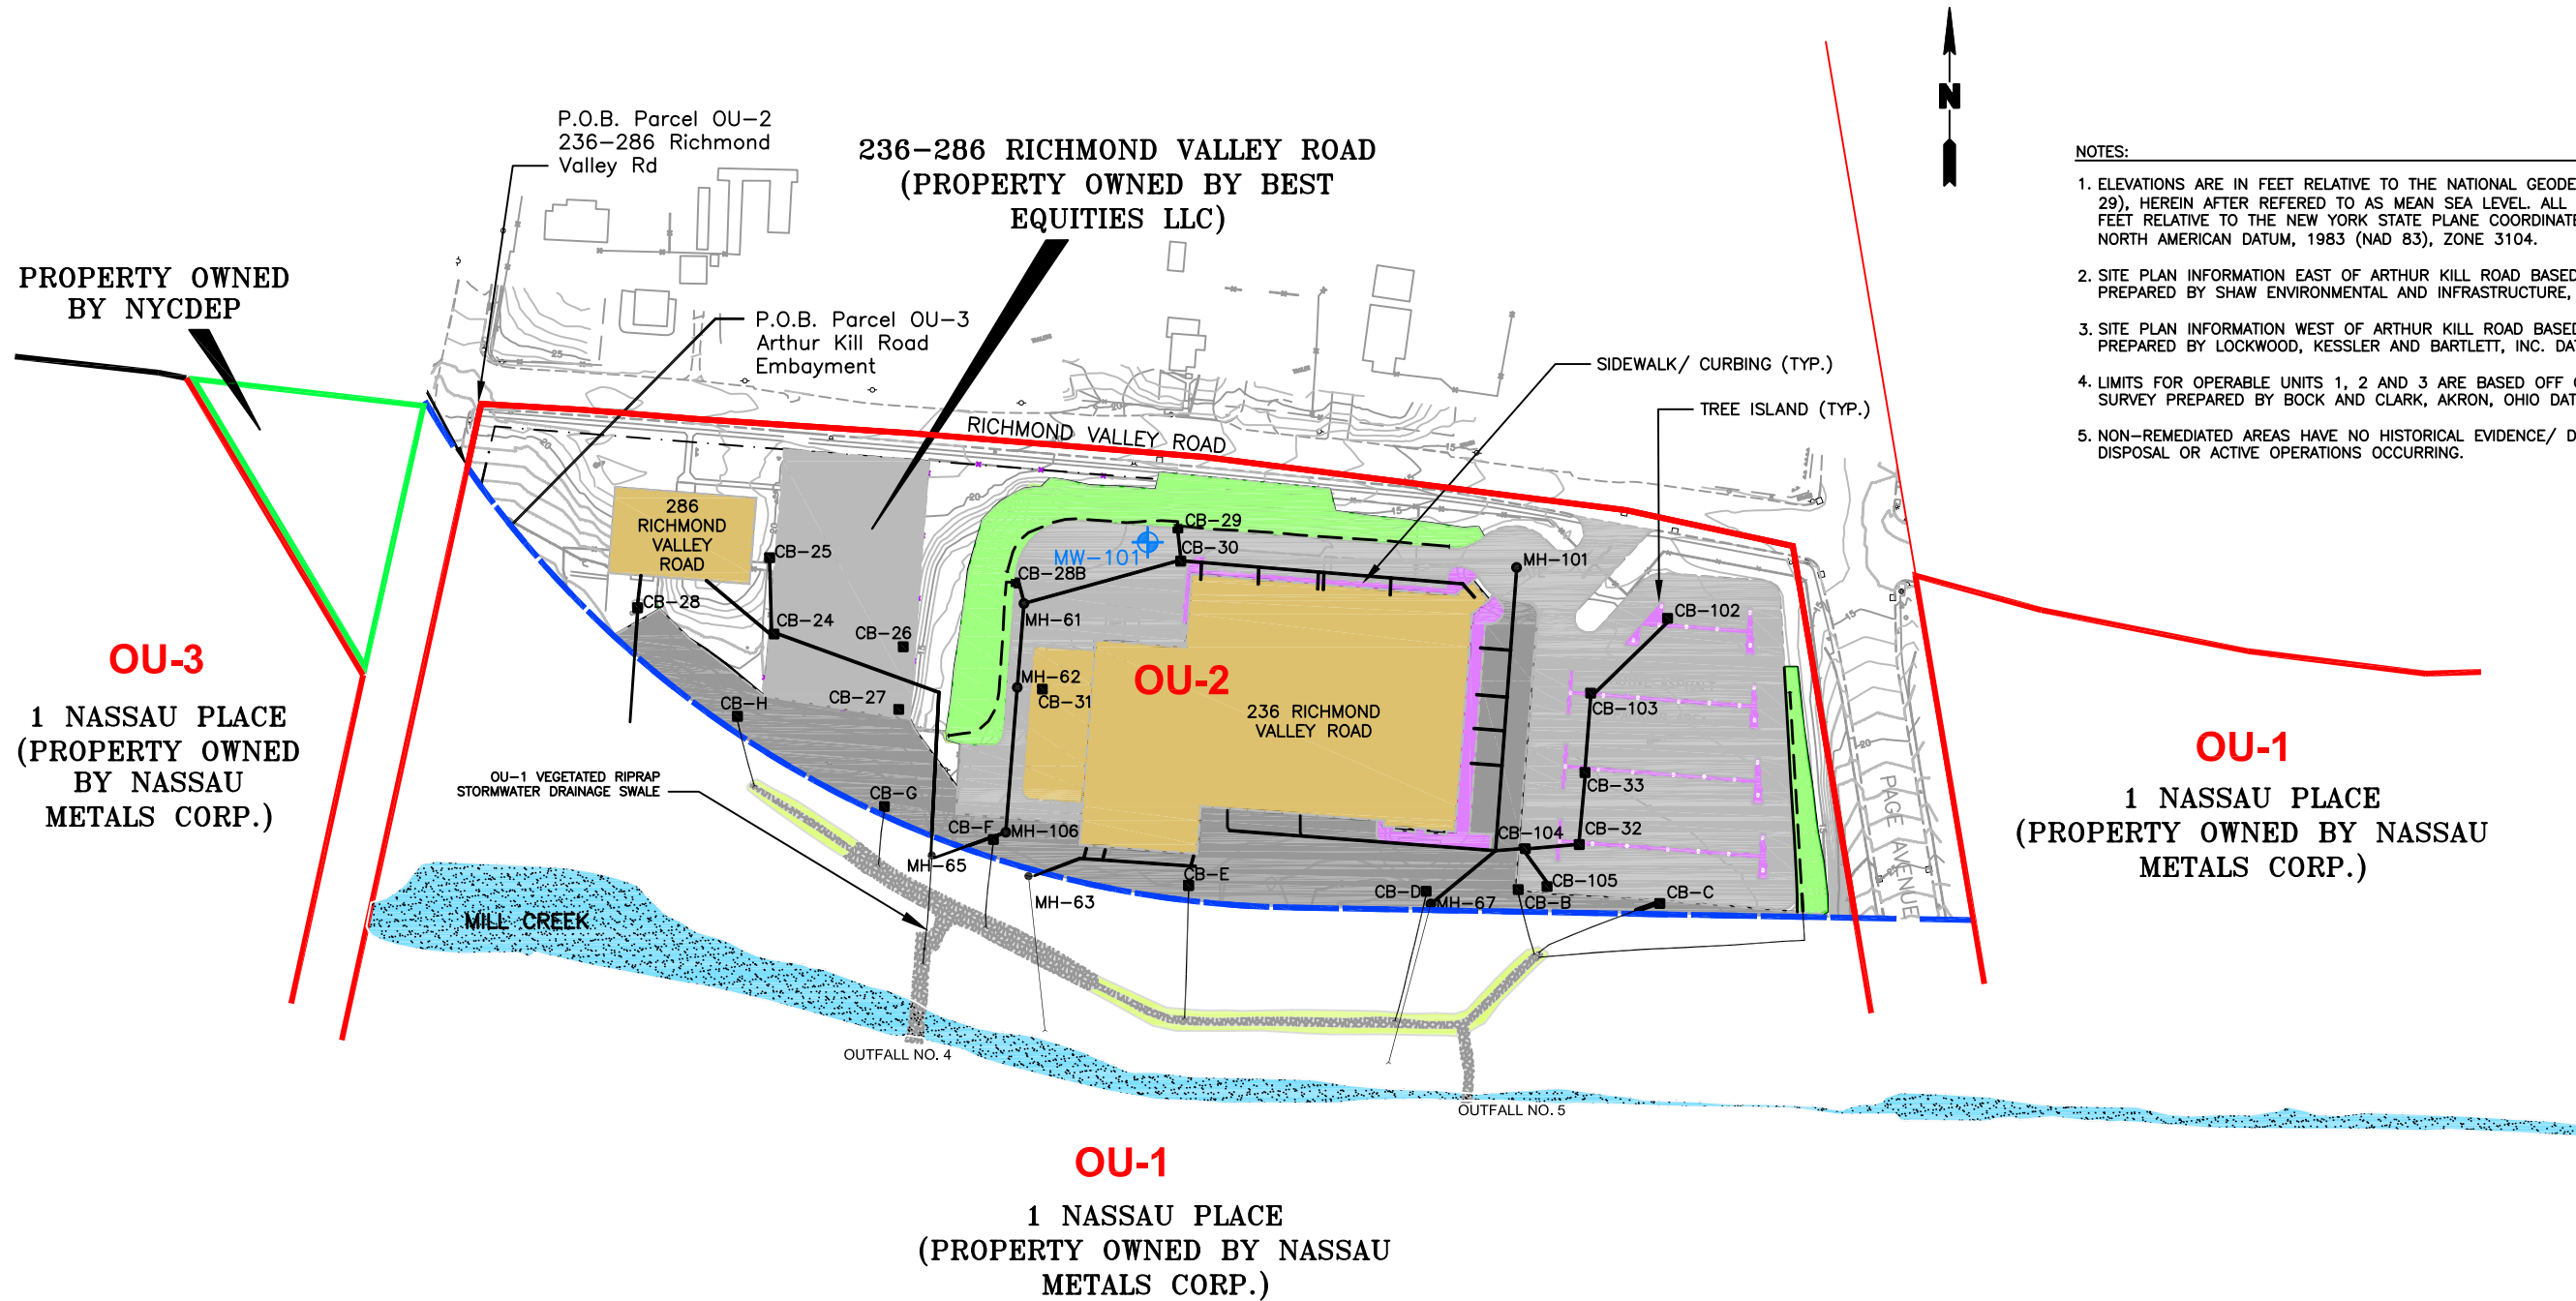 P.O.B. Parcel OU-2
236-286 Richmond
Valley Rd
236-286 RICHMOND VALLEY ROAD
(PROPERTY OWNED BY BEST
EQUITIES LLC)
N
NOTES:
1. ELEVATIONS ARE IN FEET RELATIVE TO THE NATIONAL GEODE
29), HEREIN AFTER REFERED TO AS MEAN SEA LEVEL. ALL
FEET RELATIVE TO THE NEW YORK STATE PLANE COORDINATE
NORTH AMERICAN DATUM, 1983 (NAD 83), ZONE 3104.
2. SITE PLAN INFORMATION EAST OF ARTHUR KILL ROAD BASED
PREPARED BY SHAW ENVIRONMENTAL AND INFRASTRUCTURE,
3. SITE PLAN INFORMATION WEST OF ARTHUR KILL ROAD BASED
PREPARED BY LOCKWOOD, KESSLER AND BARTLETT, INC. DA
4. LIMITS FOR OPERABLE UNITS 1, 2 AND 3 ARE BASED OFF
SURVEY PREPARED BY BOCK AND CLARK, AKRON, OHIO DAT
5. NON-REMEDIATED AREAS HAVE NO HISTORICAL EVIDENCE/ D
DISPOSAL OR ACTIVE OPERATIONS OCCURRING.
PROPERTY OWNED
BY NYCDEP
P.O.B. Parcel OU-3
Arthur Kill Road
Embayment
SIDEWALK/ CURBING (TYP.)
TREE ISLAND (TYP.)
RICHMOND VALLEY ROAD
286
RICHMOND
VALLEY
ROAD
CB-25
CB-29
MW-101
CB-30
CB-28B
MH-101
CB-28
CB-24
CB-26
MH-61
CB-102
OU-3
1 NASSAU PLACE
(PROPERTY OWNED
BY NASSAU
METALS CORP.)
CB-H
CB-27
MH-62
CB-31
OU-2
236 RICHMOND
VALLEY ROAD
CB-103
OU-1
1 NASSAU PLACE
(PROPERTY OWNED BY NASSAU
METALS CORP.)
PAGE AVENUE
OU-1 VEGETATED RIPRAP
STORMWATER DRAINAGE SWALE
CB-G
CB-33
CB-F
MH-106
CB-104
CB-32
MH-65
MH-63
CB-E
CB-D
MH-67
CB-B
CB-105
CB-C
MILL CREEK
OUTFALL NO. 4
OUTFALL NO. 5
OU-1
1 NASSAU PLACE
(PROPERTY OWNED BY NASSAU
METALS CORP.)